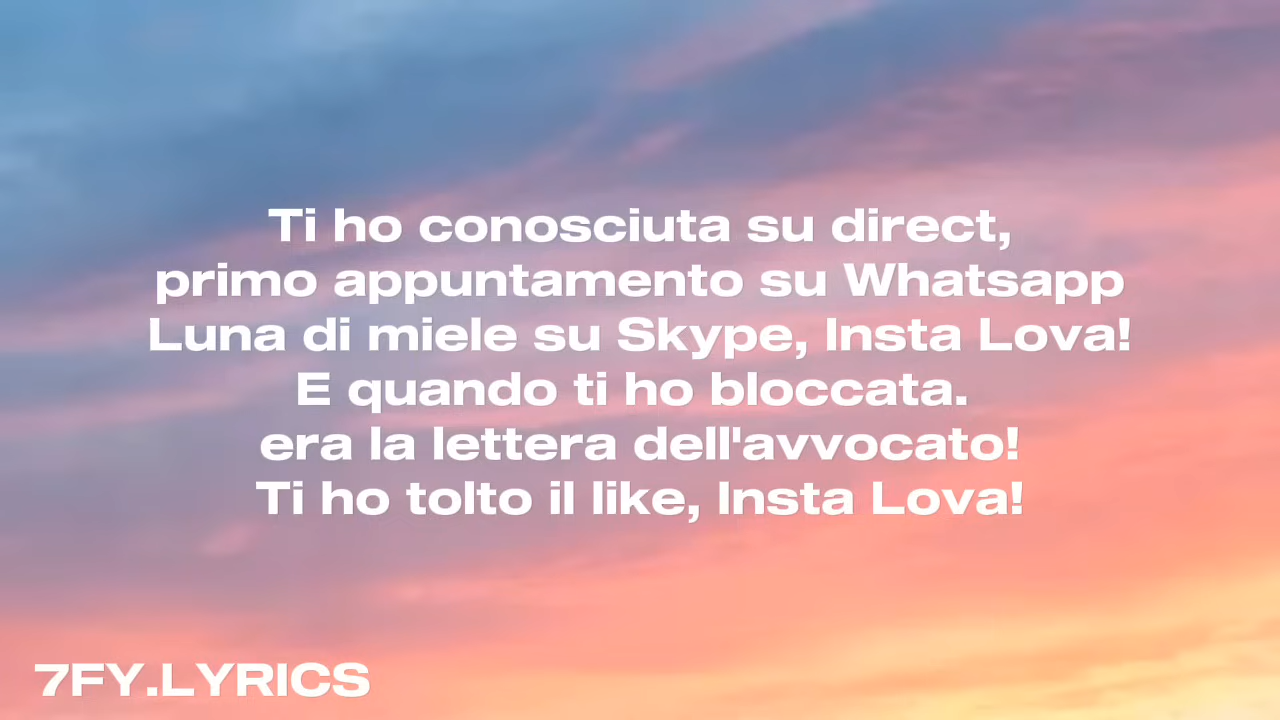 Ti ho conosciuta su direct,
primo appuntamento su Whatsapp
Luna di miele su Skype, Insta Lova!
E quando ti ho bloccata.
era la lettera dell'avvocato!
Ti ho tolto il like, Insta Lova!
7FY.LYRICS